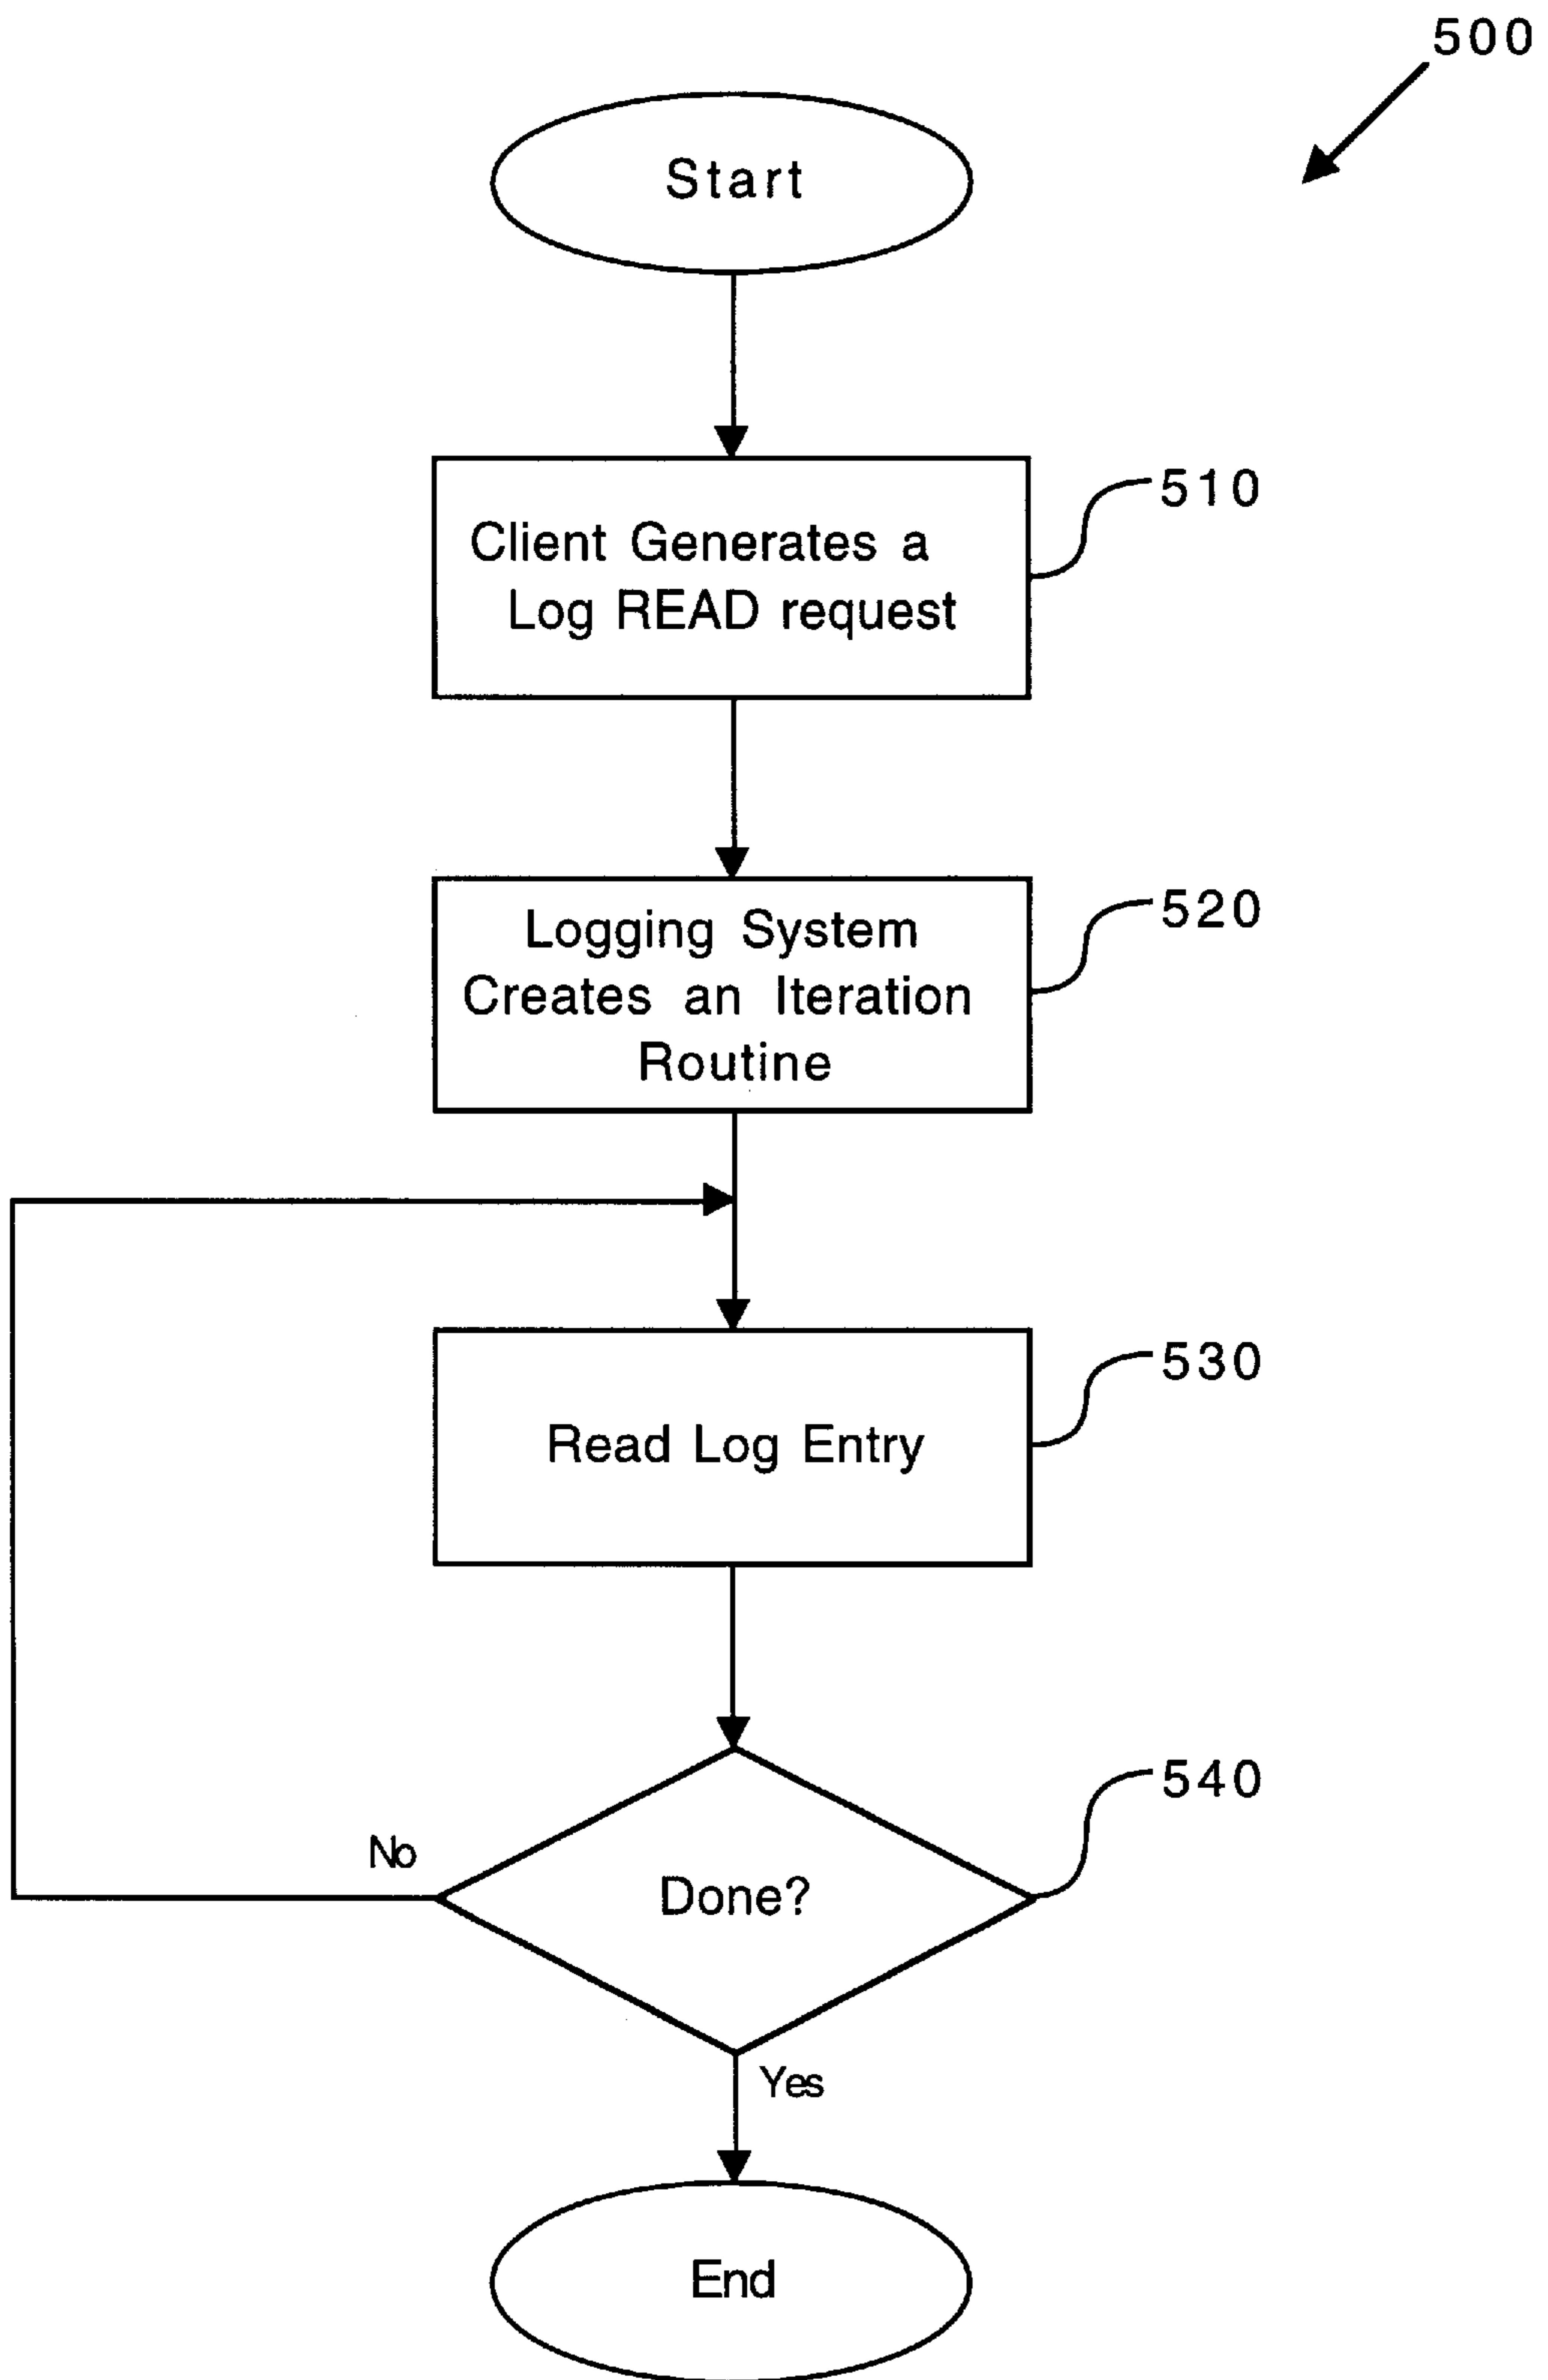 500
Start
510
Client Generates a
Log READ request
520
Logging System
Creates an Iteration
Routine
530
Read Log Entry
540
No
Done?
Yes
End